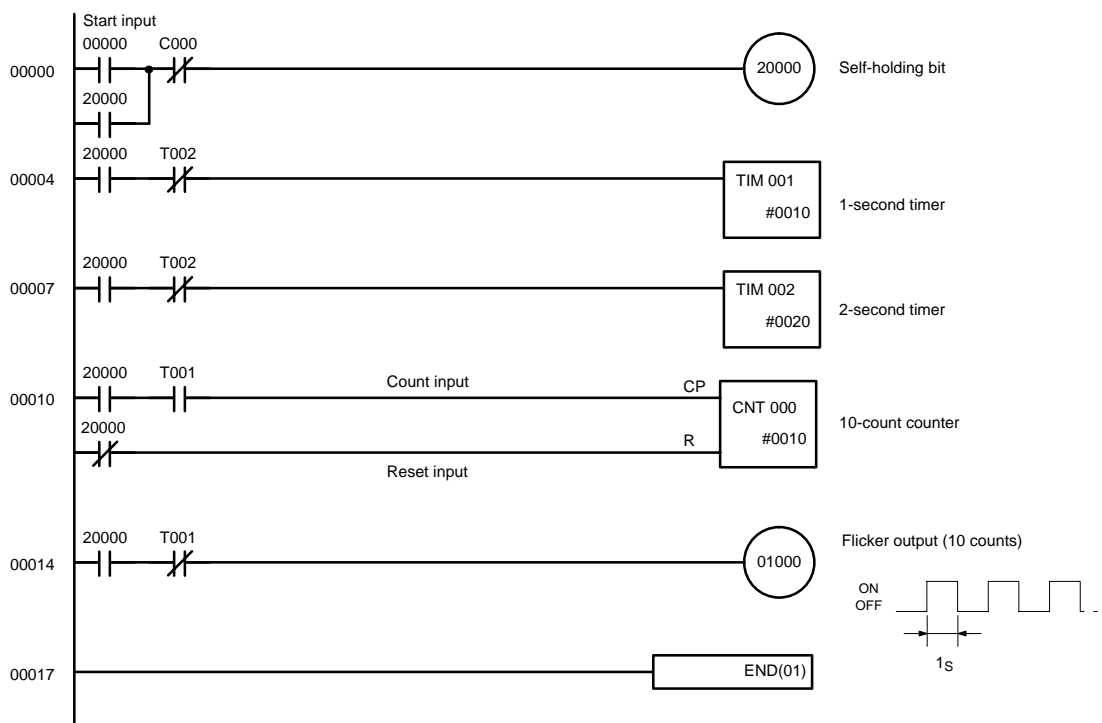 Start input
00000 C000
00000
20000 Self-holding bit
20000
20000 T002
00004
TIM 001
#0010
1-second timer
20000 T002
00007
TIM 002
#0020
2-second timer
20000 T001
00010
Count input
CP
CNT 000
#0010
10-count counter
20000
R
Reset input
20000 T001
00014
01000
Flicker output (10 counts)
ON
OFF
1S
00017
END(01)